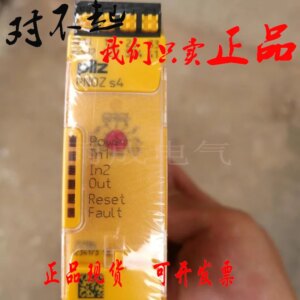 对不起
我们只卖正品
pilz
PNOZ s4
Power
In1
In2
Out
Reset
Fault
电气
正品现货 可开发票